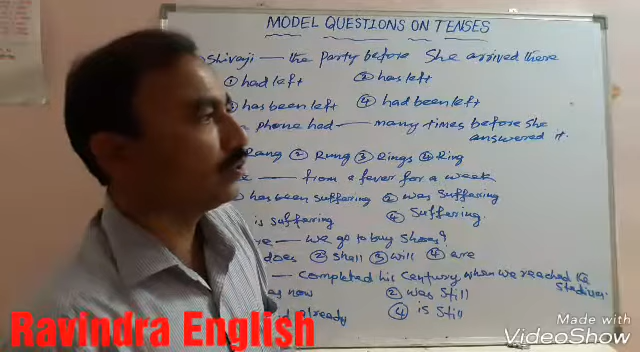 MODEL QUESTIONS ON TENSES
Shivaji — the party before she arrived there
① had left ② has left
has been left ④ had been left
phone had — many times before she
answered it.
Rang ② Rung ③ Rings ④ Ring
— from a fever for a week
has been suffering ② was suffering
is suffering ④ suffering.
— we go to buy shoes?
does ② shall ③ will ④ are
— completed his century when we reached
stadium
now ② was still
already ④ is still
Ravindra English
Made with
VideoShow